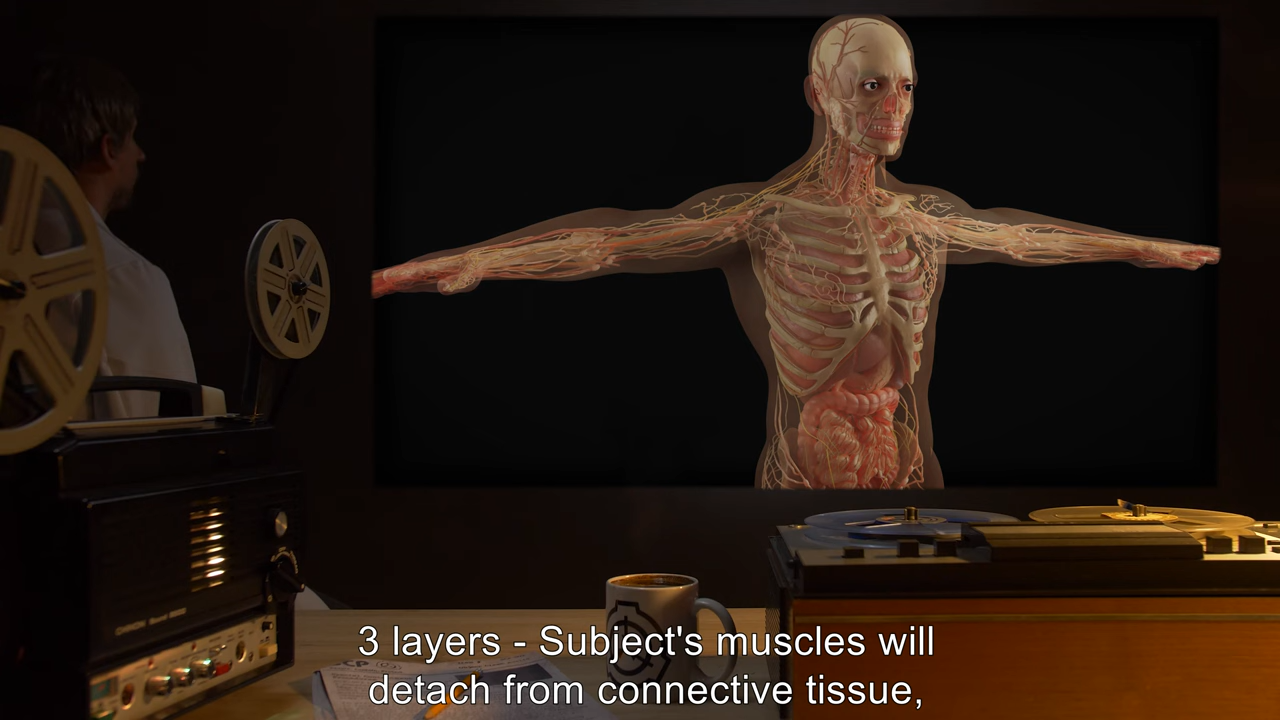 3 layers - Subject's muscles will
detach from connective tissue,